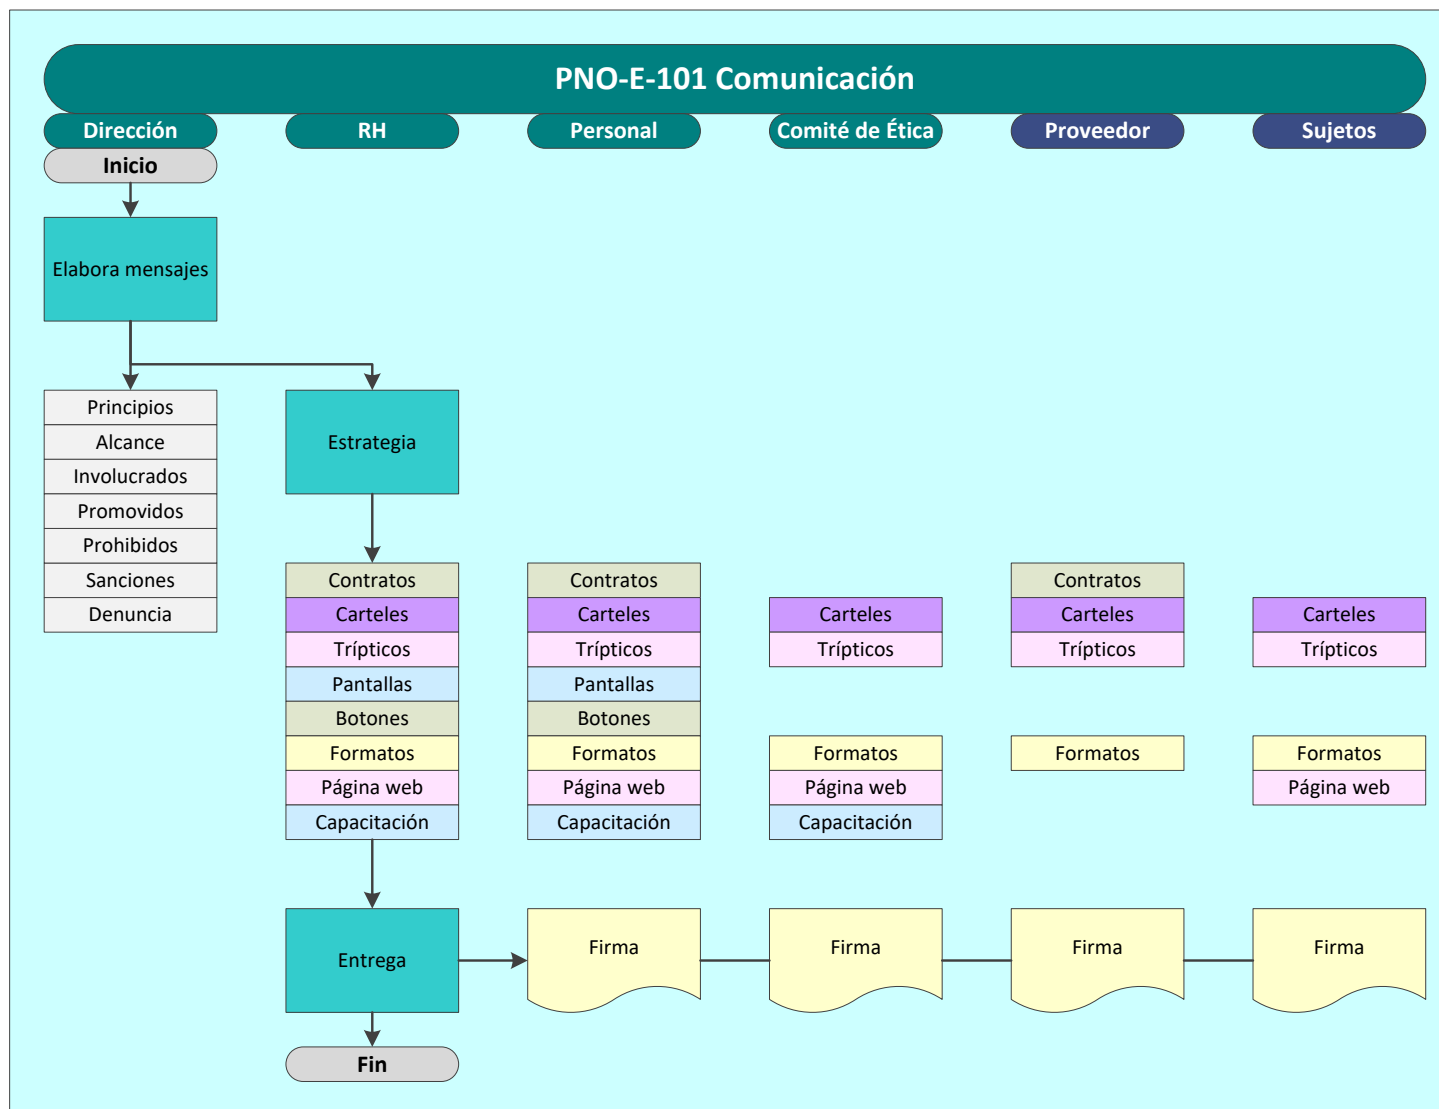 PNO-E-101 Comunicación
Dirección
RH
Personal
Comité de Ética
Proveedor
Sujetos
Inicio
Elabora mensajes
Principios
Alcance
Involucrados
Promovidos
Prohibidos
Sanciones
Denuncia
Estrategia
Contratos
Carteles
Trípticos
Pantallas
Botones
Formatos
Página web
Capacitación
Contratos
Carteles
Trípticos
Pantallas
Botones
Formatos
Página web
Capacitación
Carteles
Trípticos
Formatos
Página web
Capacitación
Contratos
Carteles
Trípticos
Formatos
Carteles
Trípticos
Formatos
Página web
Entrega
Firma
Firma
Firma
Firma
Fin